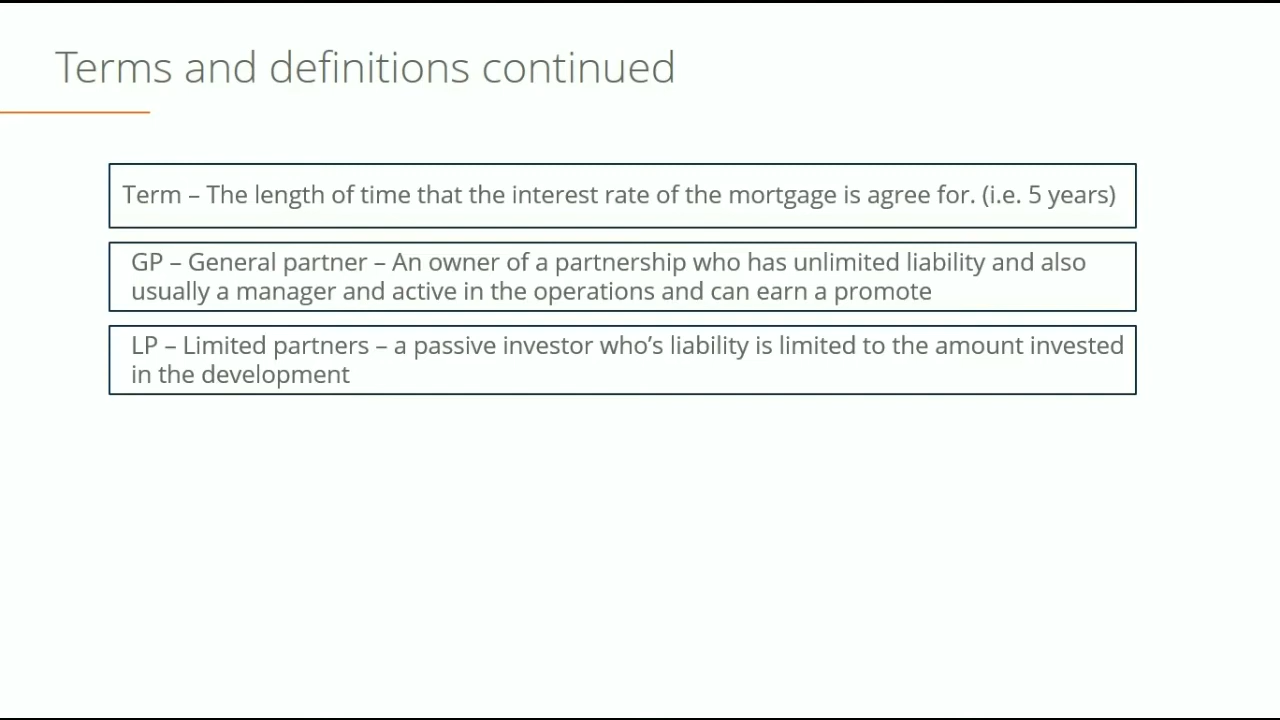 Terms and definitions continued
Term – The length of time that the interest rate of the mortgage is agree for. (i.e. 5 years)
GP – General partner – An owner of a partnership who has unlimited liability and also
usually a manager and active in the operations and can earn a promote
LP – Limited partners – a passive investor who’s liability is limited to the amount invested
in the development